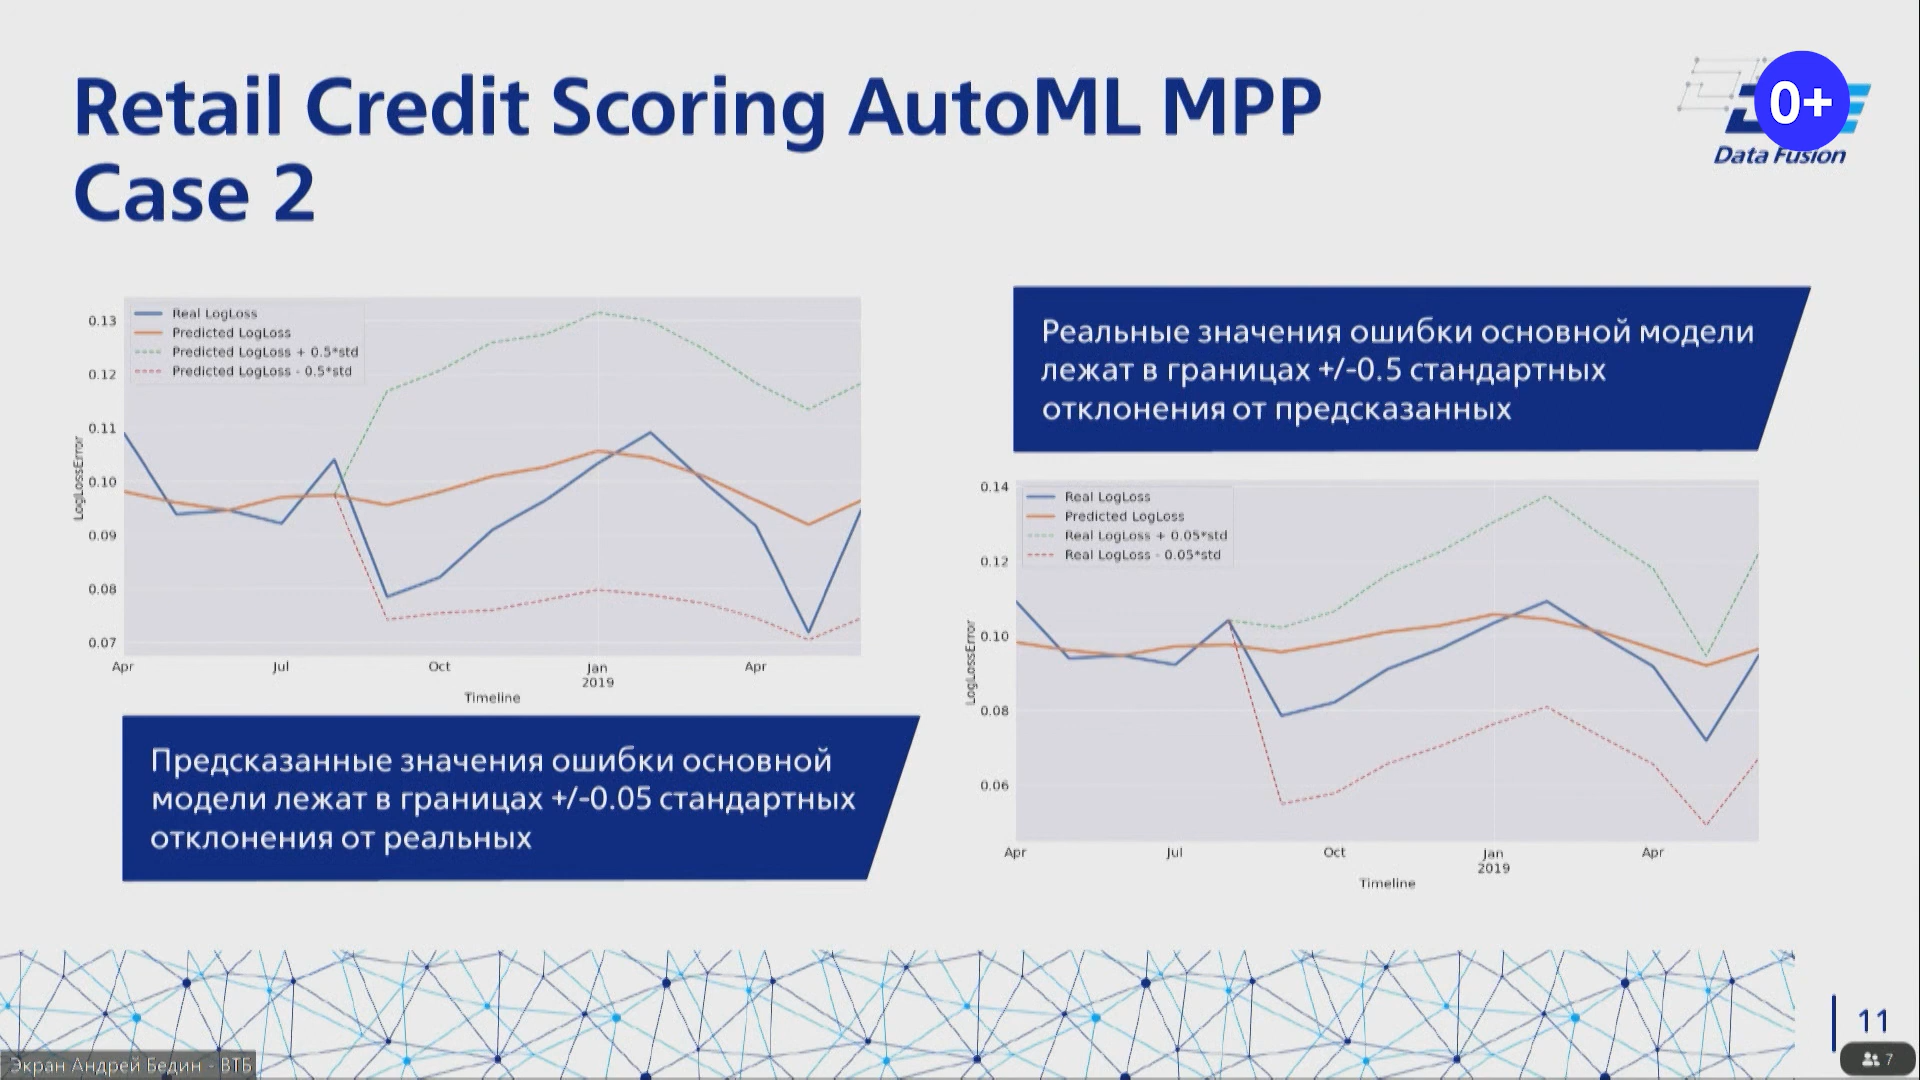 Retail Credit Scoring AutoML MPP
Case 2
0+
Data Fusion
Real LogLoss
Predicted LogLoss
Predicted LogLoss + 0.5*std
Predicted LogLoss - 0.5*std
0.13
0.12
0.11
0.10
0.09
0.08
0.07
LogLossError
Apr
Jul
Oct
Jan
2019
Apr
Timeline
Реальные значения ошибки основной модели
лежат в границах +/-0.5 стандартных
отклонения от предсказанных
Real LogLoss
Predicted LogLoss
Real LogLoss + 0.05*std
Real LogLoss - 0.05*std
0.14
0.12
0.10
0.08
0.06
LogLossError
Apr
Jul
Oct
Jan
2019
Apr
Timeline
Предсказанные значения ошибки основной
модели лежат в границах +/-0.05 стандартных
отклонения от реальных
11
Экран Андрей Бедин - ВТБ
7